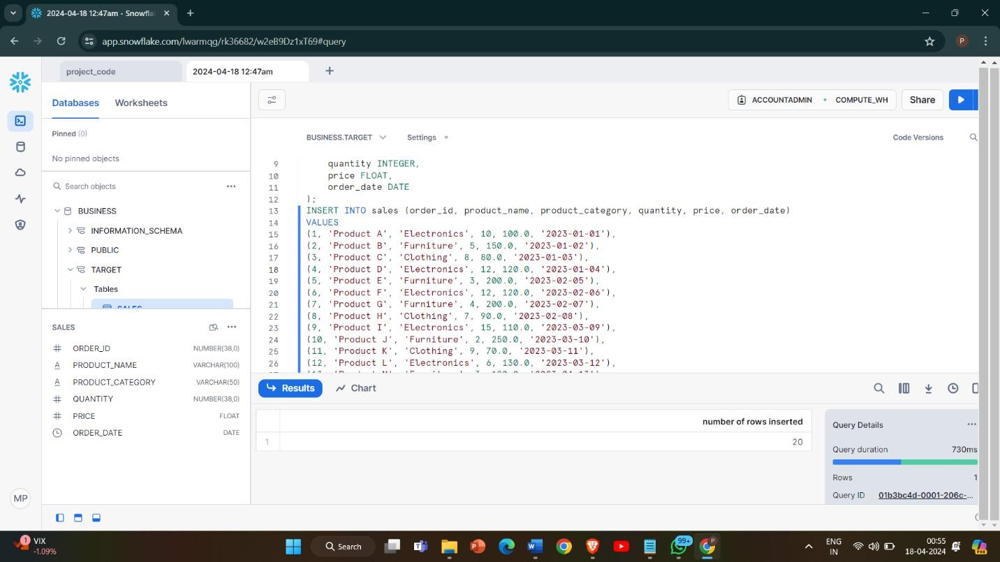 2024-04-18 12:47am - Snowfla
app.snowflake.com/lwarmqg/rk36682/w2eB9Dz1xT69#query
P
project_code
2024-04-18 12:47am
Databases Worksheets
ACCOUNTADMIN • COMPUTE_WH
Share
Pinned (0)
No pinned objects
BUSINESS.TARGET
Settings
Code Versions
Search objects
BUSINESS
INFORMATION_SCHEMA
PUBLIC
TARGET
Tables
SALES
9 quantity INTEGER,
10 price FLOAT,
11 order_date DATE
12 );
13 INSERT INTO sales (order_id, product_name, product_category, quantity, price, order_date)
14 VALUES
15 (1, 'Product A', 'Electronics', 10, 100.0, '2023-01-01'),
16 (2, 'Product B', 'Furniture', 5, 150.0, '2023-01-02'),
17 (3, 'Product C', 'Clothing', 8, 80.0, '2023-01-03'),
18 (4, 'Product D', 'Electronics', 12, 120.0, '2023-01-04'),
19 (5, 'Product E', 'Furniture', 3, 200.0, '2023-02-05'),
20 (6, 'Product F', 'Electronics', 12, 120.0, '2023-02-06'),
21 (7, 'Product G', 'Furniture', 4, 200.0, '2023-02-07'),
22 (8, 'Product H', 'Clothing', 7, 90.0, '2023-02-08'),
23 (9, 'Product I', 'Electronics', 15, 110.0, '2023-03-09'),
24 (10, 'Product J', 'Furniture', 2, 250.0, '2023-03-10'),
25 (11, 'Product K', 'Clothing', 9, 70.0, '2023-03-11'),
26 (12, 'Product L', 'Electronics', 6, 130.0, '2023-03-12'),
SALES
ORDER_ID NUMBER(38,0)
PRODUCT_NAME VARCHAR(100)
PRODUCT_CATEGORY VARCHAR(50)
QUANTITY NUMBER(38,0)
PRICE FLOAT
ORDER_DATE DATE
Results
Chart
number of rows inserted
1 20
Query Details
Query duration 730ms
Rows 1
Query ID 01b3bc4d-0001-206c-...
MP
1
VIX
-1.09%
Search
99+
P
ENG
IN
00:55
18-04-2024
PRE